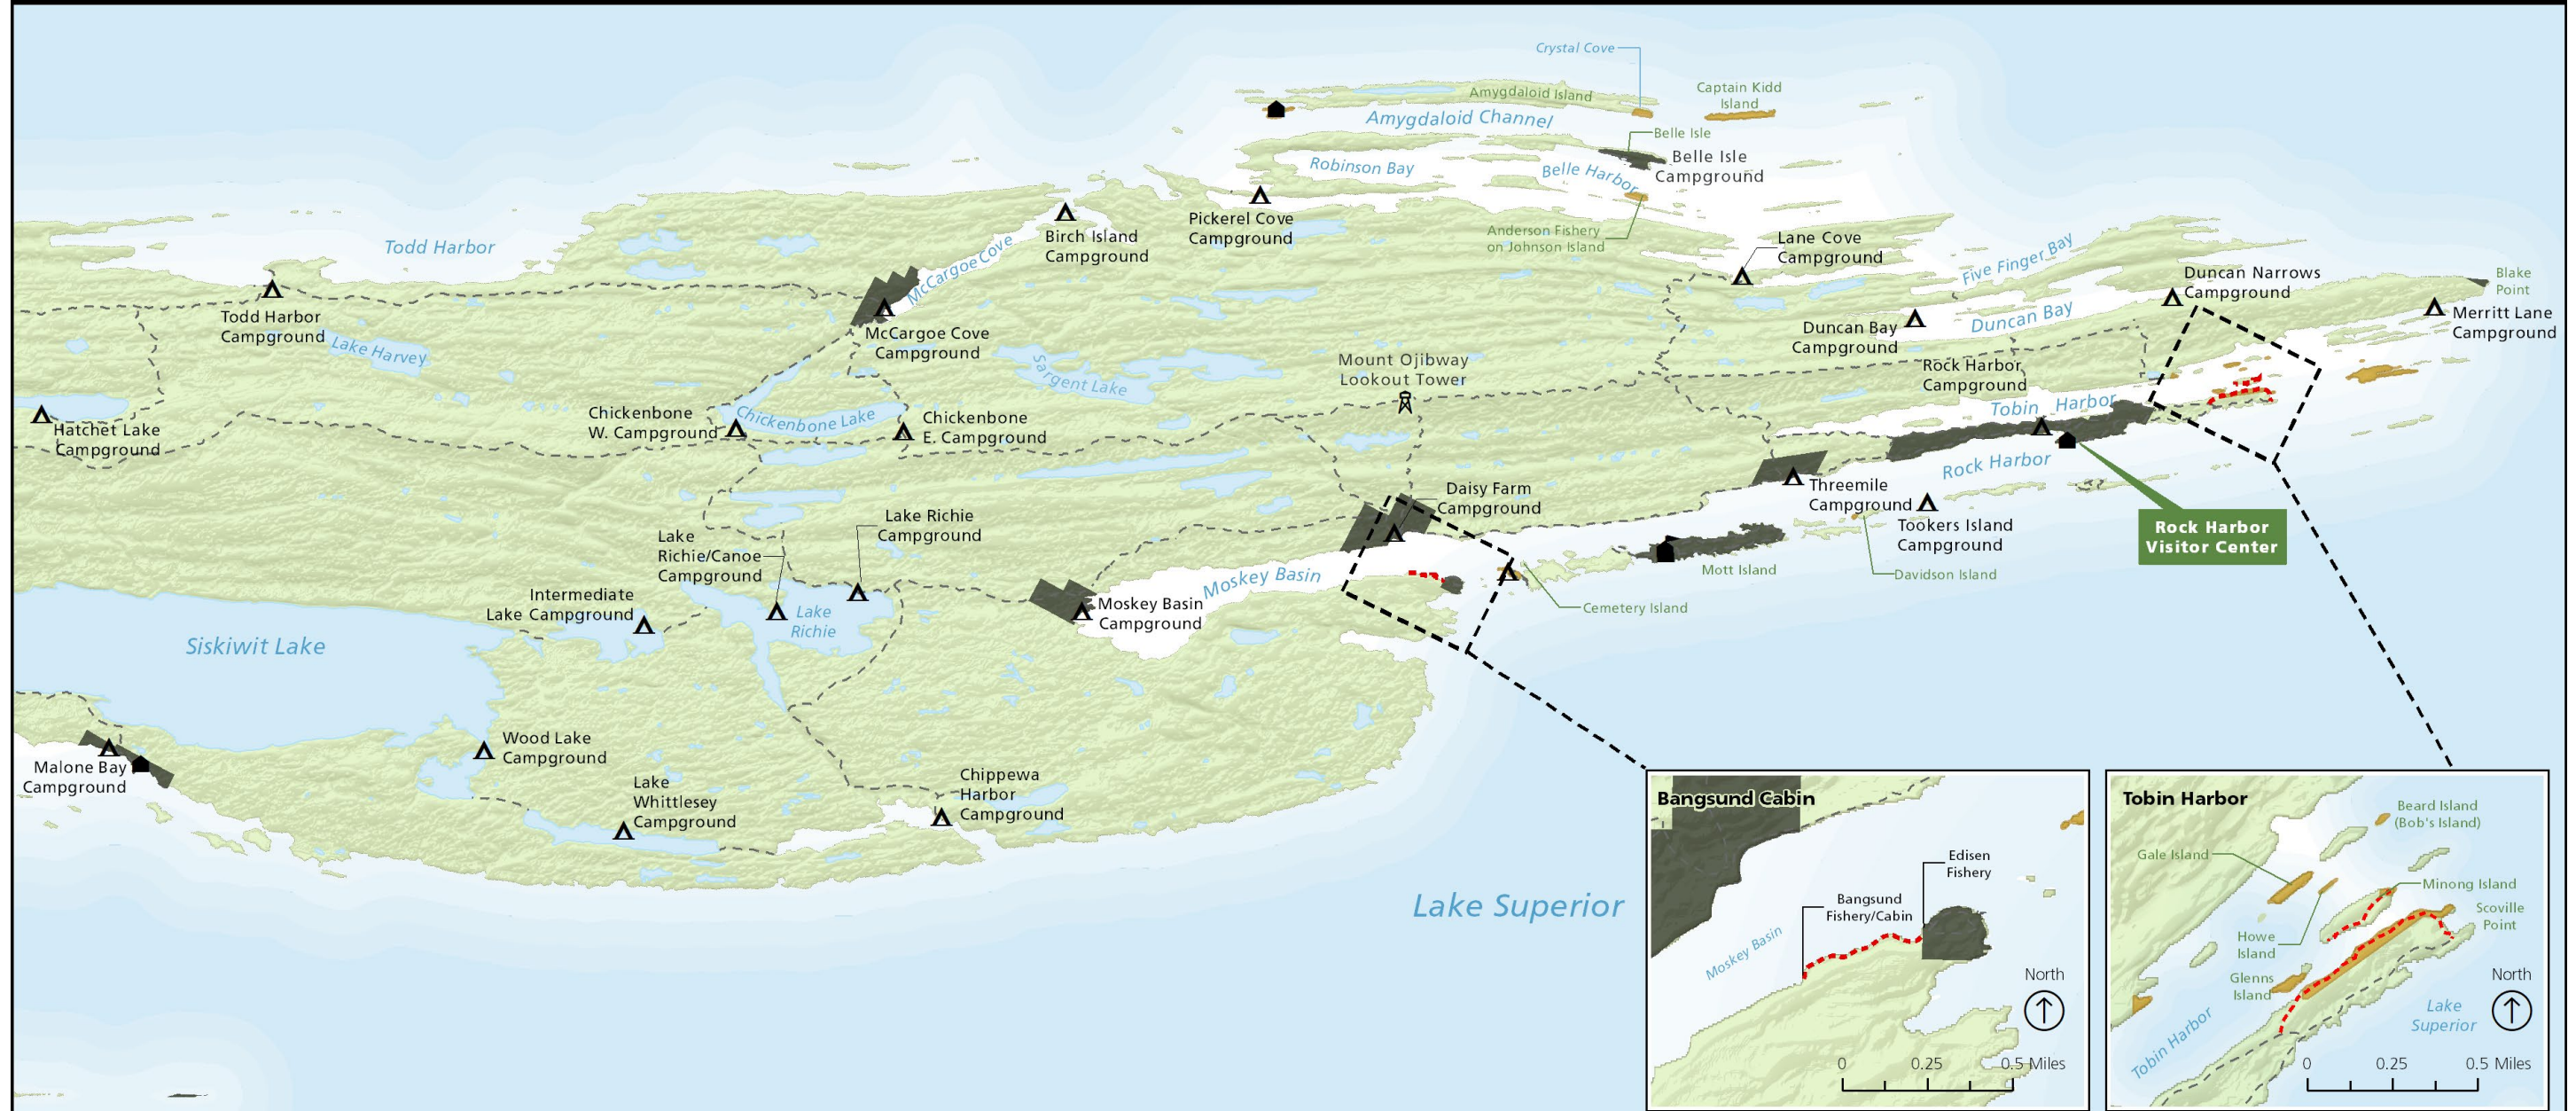 Crystal Cove
Amygdaloid Island
Captain Kidd
Island
Amygdaloid Channel
Belle Isle
Belle Isle
Campground
Robinson Bay
Belle Harbor
Pickerel Cove
Campground
Anderson Fishery
on Johnson Island
Birch Island
Campground
McCargoe Cove
Todd Harbor
Lane Cove
Campground
Five Finger Bay
Duncan Narrows
Campground
Blake
Point
Merritt Lane
Campground
Duncan Bay
Duncan Bay
Campground
Todd Harbor
Campground
Lake Harvey
McCargoe Cove
Campground
Sargent Lake
Mount Ojibway
Lookout Tower
Rock Harbor
Campground
Tobin Harbor
Hatchet Lake
Campground
Chickenbone
W. Campground
Chickenbone Lake
Chickenbone
E. Campground
Rock Harbor
Threemile
Campground
Tookers Island
Campground
Rock Harbor
Visitor Center
Daisy Farm
Campground
Lake Richie
Campground
Lake
Richie/Canoe
Campground
Mott Island
Davidson Island
Cemetery Island
Moskey Basin
Moskey Basin
Campground
Intermediate
Lake Campground
Lake
Richie
Siskiwit Lake
Wood Lake
Campground
Malone Bay
Campground
Lake
Whittlesey
Campground
Chippewa
Harbor
Campground
Lake Superior
Bangsund Cabin
Edisen
Fishery
Bangsund
Fishery/Cabin
Moskey Basin
North
0 0.25 0.5 Miles
Tobin Harbor
Beard Island
(Bob's Island)
Gale Island
Minong Island
Scoville
Point
Howe
Island
Glenns
Island
Lake
Superior
Tobin Harbor
North
0 0.25 0.5 Miles